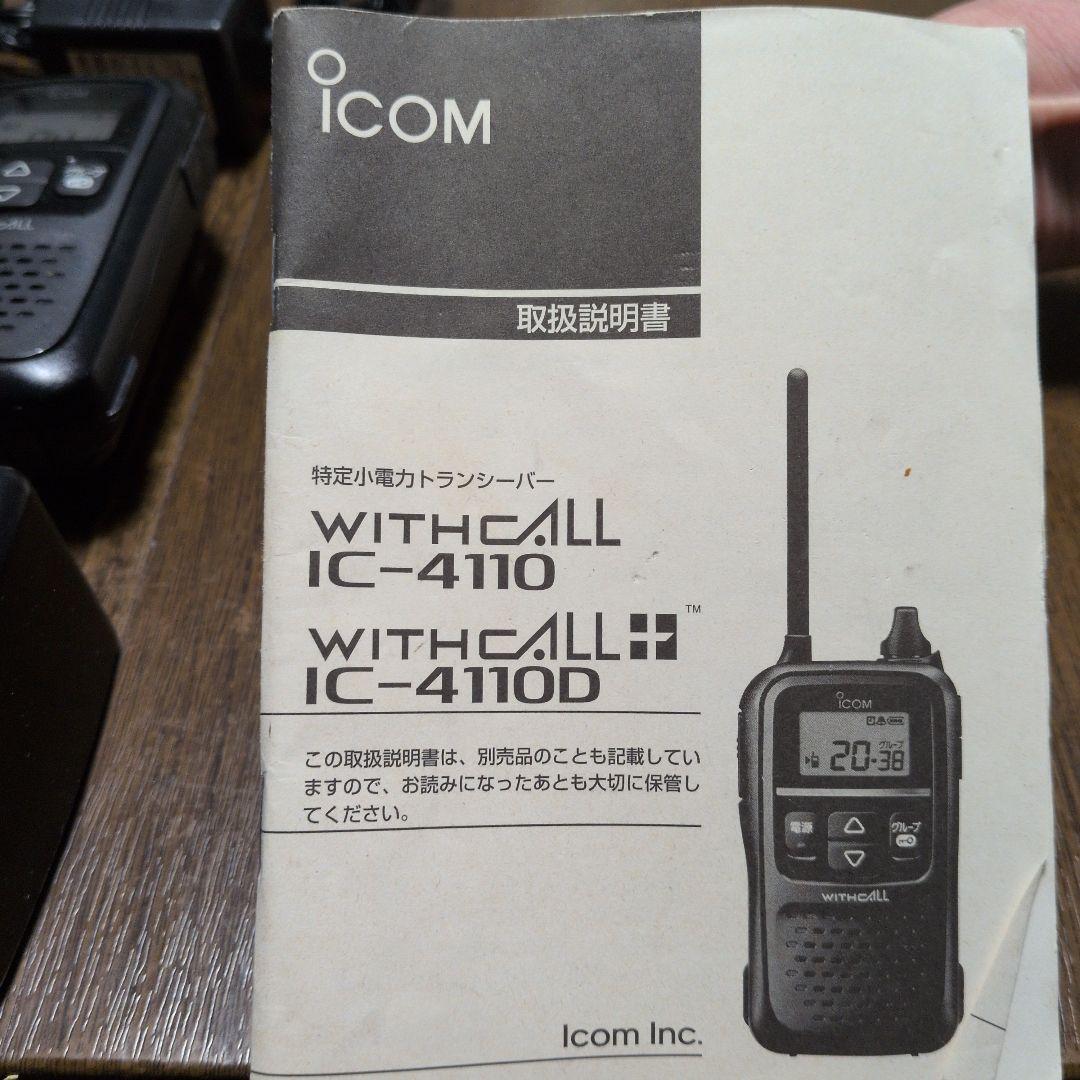 ICOM
取扱説明書
特定小電力トランシーバー
WITHCALL
IC-4110
WITHCALL+™
IC-4110D
この取扱説明書は、別売品のことも記載してい
ますので、お読みになったあとも大切に保管し
てください。
ICOM
グループ
20-38
電源
グループ
WITHCALL
Icom Inc.